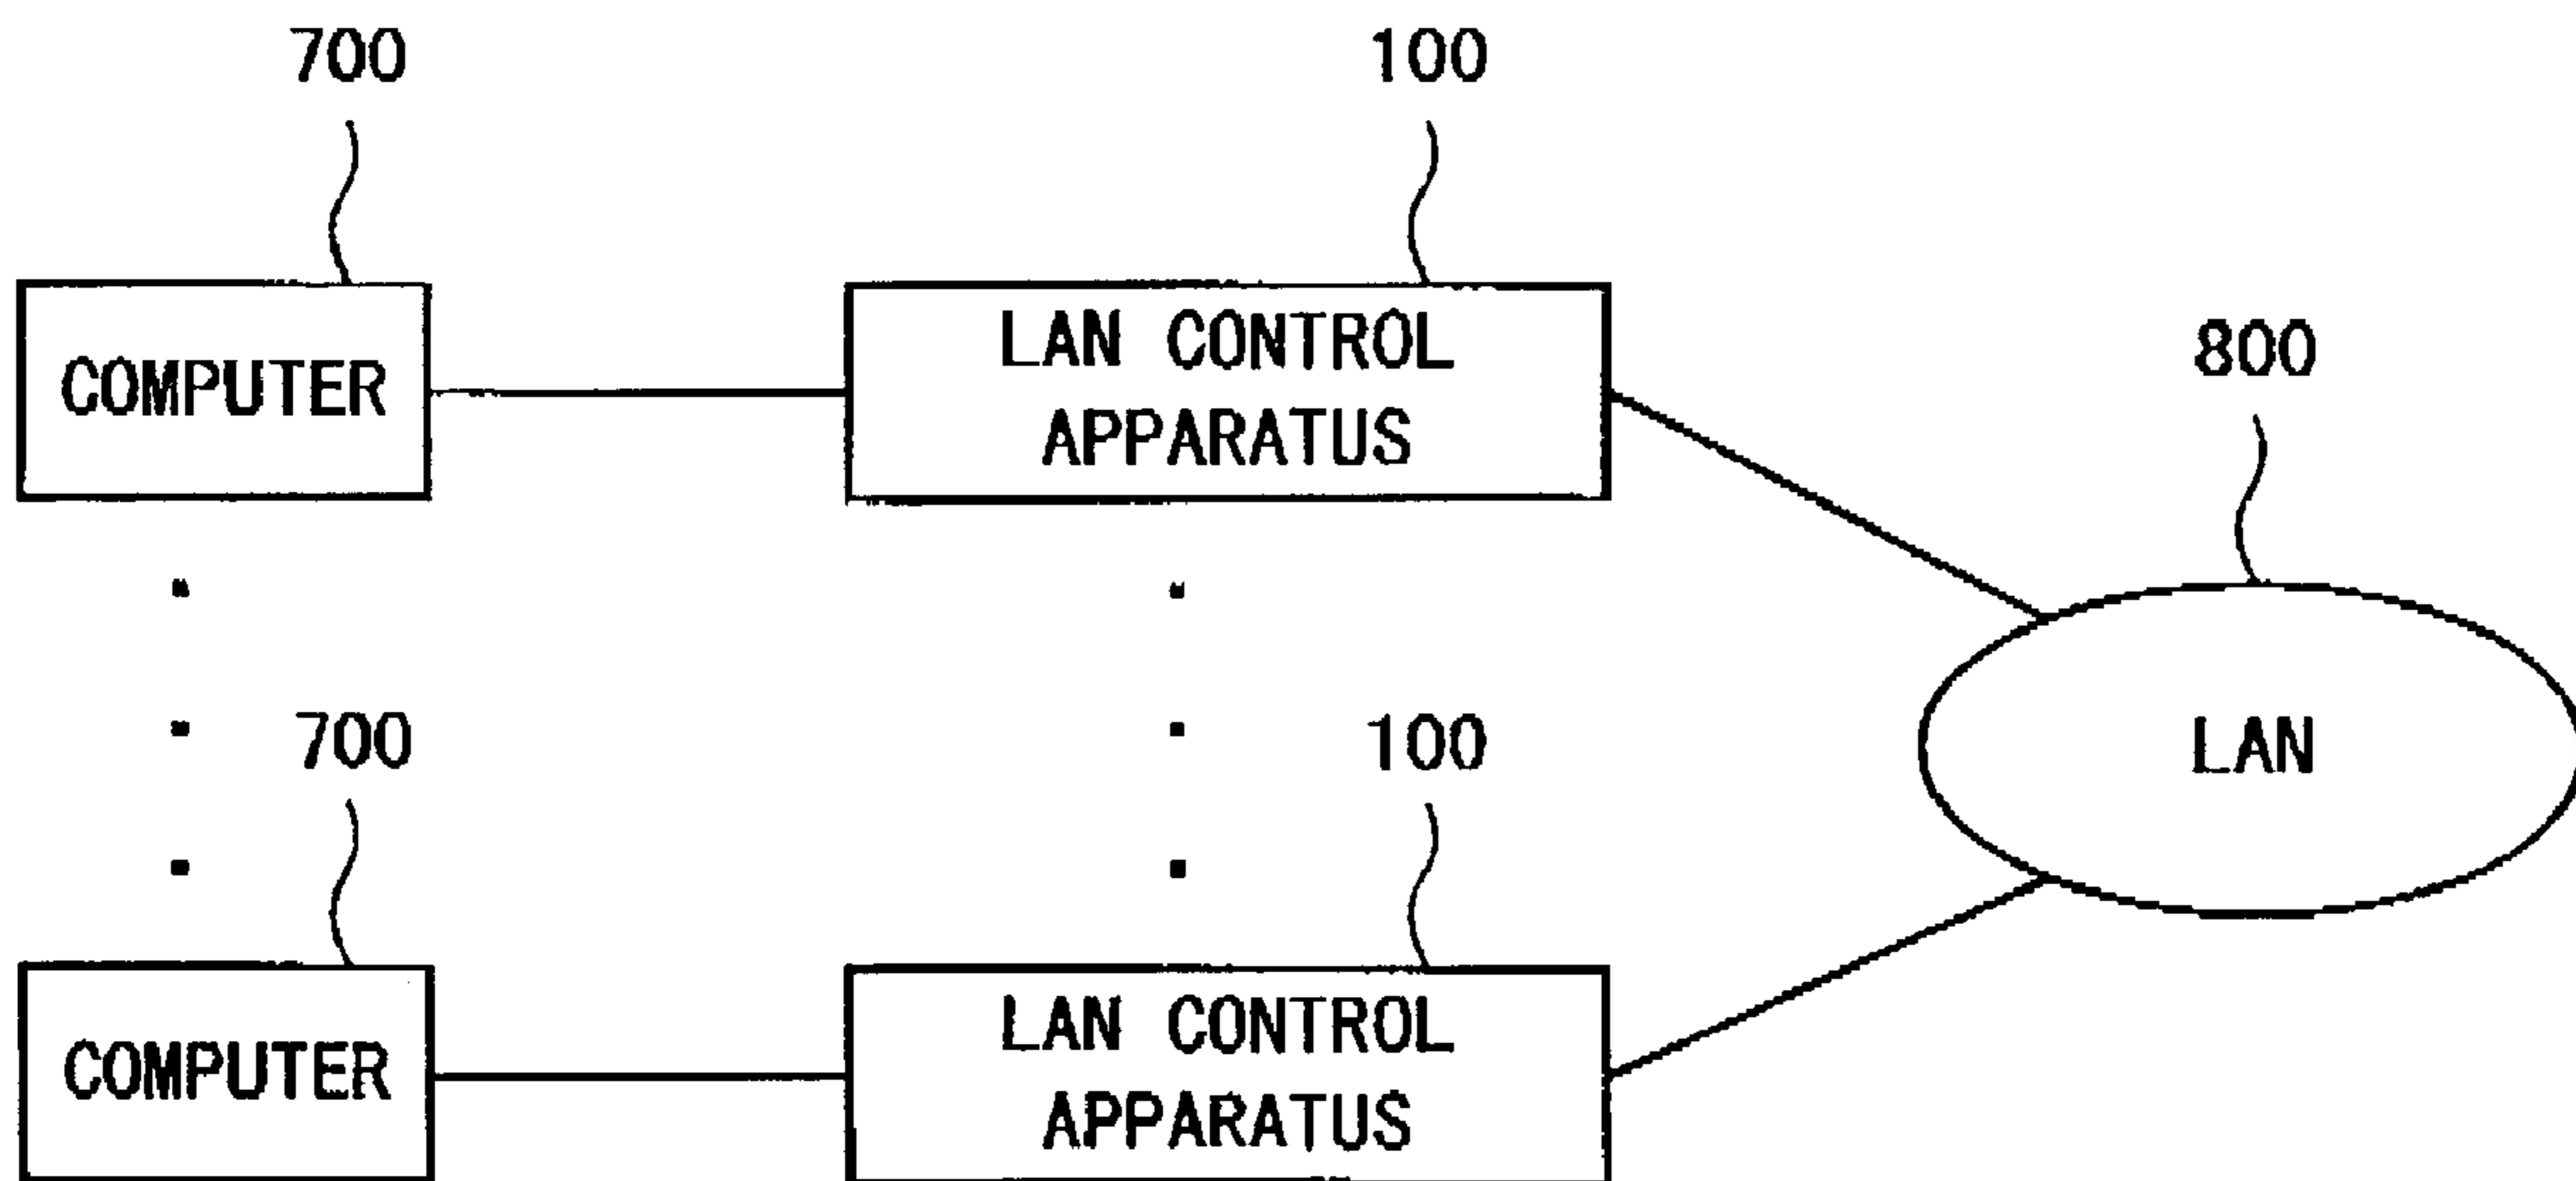 700
100
COMPUTER
LAN CONTROL
APPARATUS
800
LAN
700
100
COMPUTER
LAN CONTROL
APPARATUS